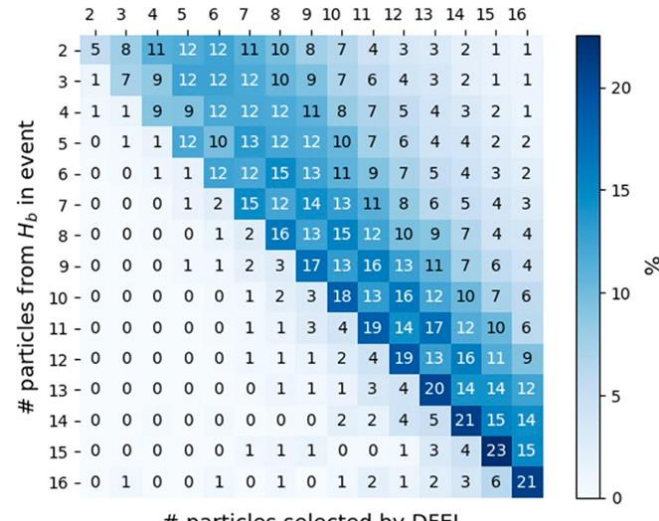 2 3 4 5 6 7 8 9 10 11 12 13 14 15 16
2 5 8 11 12 12 11 10 8 7 4 3 3 2 1 1
3 1 7 9 12 12 12 10 9 7 6 4 3 2 1 1
4 1 1 9 9 12 12 12 11 8 7 5 4 3 2 1
5 0 1 1 12 10 13 12 12 10 7 6 4 4 2 2
6 0 0 1 1 12 12 15 13 11 9 7 5 4 3 2
7 0 0 0 1 2 15 12 14 13 11 8 6 5 4 3
8 0 0 0 0 1 2 16 13 15 12 10 9 7 4 4
9 0 0 0 1 1 2 3 17 13 16 13 11 7 6 4
10 0 0 0 0 0 1 2 3 18 13 16 12 10 7 6
11 0 0 0 0 0 1 1 3 4 19 14 17 12 10 6
12 0 0 0 0 0 1 1 1 2 4 19 13 16 11 9
13 0 0 0 0 0 0 1 1 1 3 4 20 14 14 12
14 0 0 0 0 0 0 0 0 2 2 4 5 21 15 14
15 0 0 0 0 0 1 1 1 0 0 1 3 4 23 15
16 0 1 0 0 1 0 1 0 1 2 1 2 3 6 21
# particles from H_b in event
# particles selected by
20
15
10
5
0
%